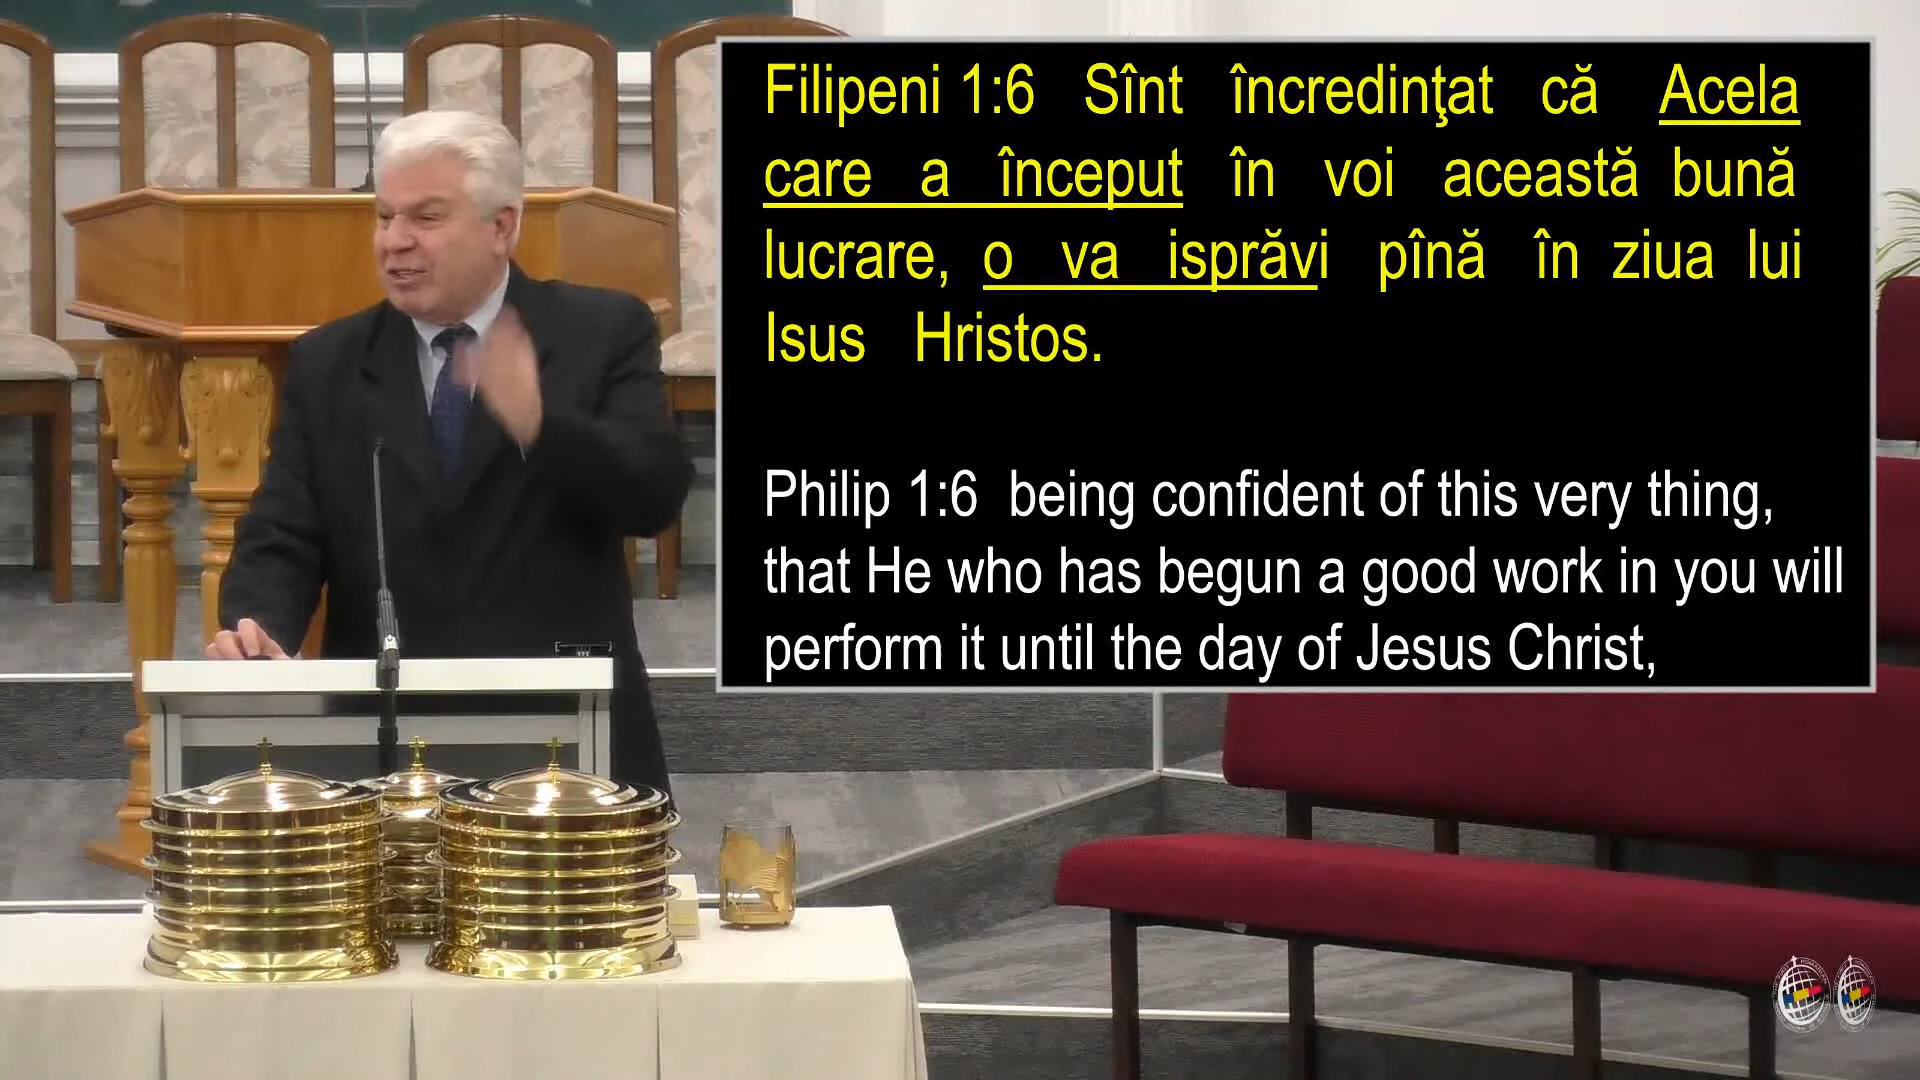 Filipeni 1:6 Sînt încredinţat că Acela
care a început în voi această bună
lucrare, o va isprăvi pînă în ziua lui
Isus Hristos.
Philip 1:6 being confident of this very thing,
that He who has begun a good work in you will
perform it until the day of Jesus Christ,